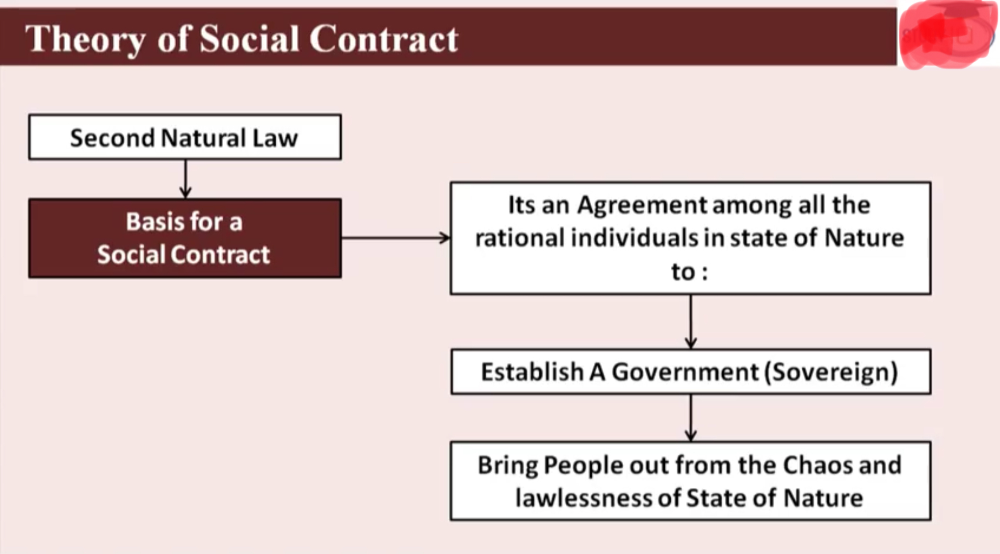 Theory of Social Contract
Second Natural Law
Basis for a
Social Contract
Its an Agreement among all the
rational individuals in state of Nature
to :
Establish A Government (Sovereign)
Bring People out from the Chaos and
lawlessness of State of Nature